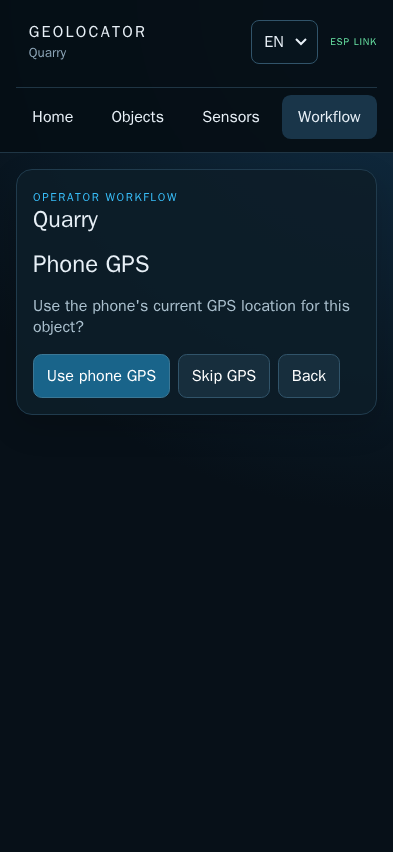 GEOLOCATOR
Quarry
EN
ESP LINK
Home
Objects
Sensors
Workflow
OPERATOR WORKFLOW
Quarry
Phone GPS
Use the phone's current GPS location for this
object?
Use phone GPS
Skip GPS
Back